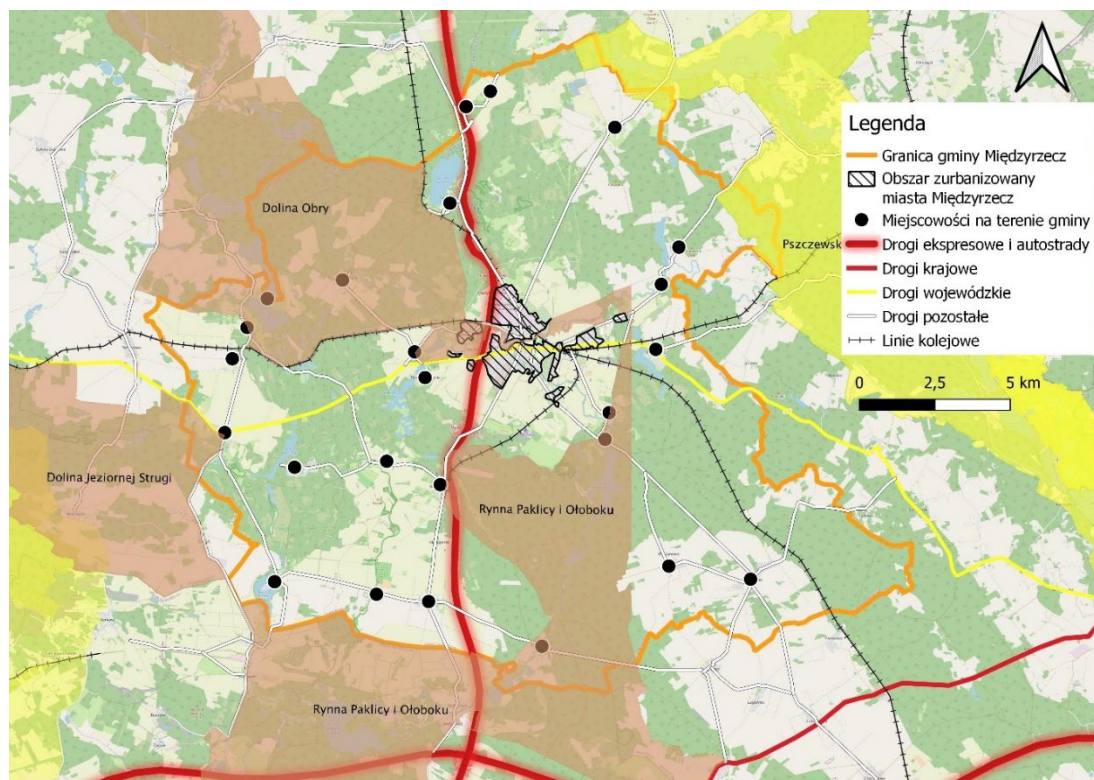 Legenda
Granica gminy Międzyrzecz
Obszar zurbanizowany
miasta Międzyrzecz
Miejscowości na terenie gminy
Drogi ekspresowe i autostrady
Drogi krajowe
Drogi wojewódzkie
Drogi pozostałe
Linie kolejowe
0 2,5 5 km
Dolina Obry
Pszczewsk
Dolina Jeziornej Strugi
Rynna Paklicy i Ołoboku
Rynna Paklicy i Ołoboku